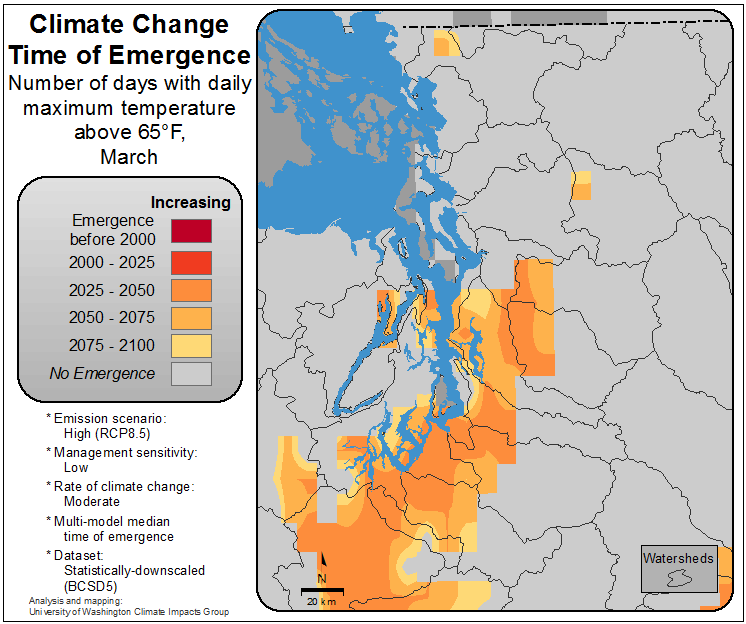 Climate Change
Time of Emergence
Number of days with daily
maximum temperature
above 65°F,
March
Increasing
Emergence
before 2000
2000 - 2025
2025 - 2050
2050 - 2075
2075 - 2100
No Emergence
* Emission scenario:
High (RCP8.5)
* Management sensitivity:
Low
* Rate of climate change:
Moderate
* Multi-model median
time of emergence
* Dataset:
Statistically-downscaled
(BCSD5)
Analysis and mapping:
University of Washington Climate Impacts Group
N
20 km
Watersheds